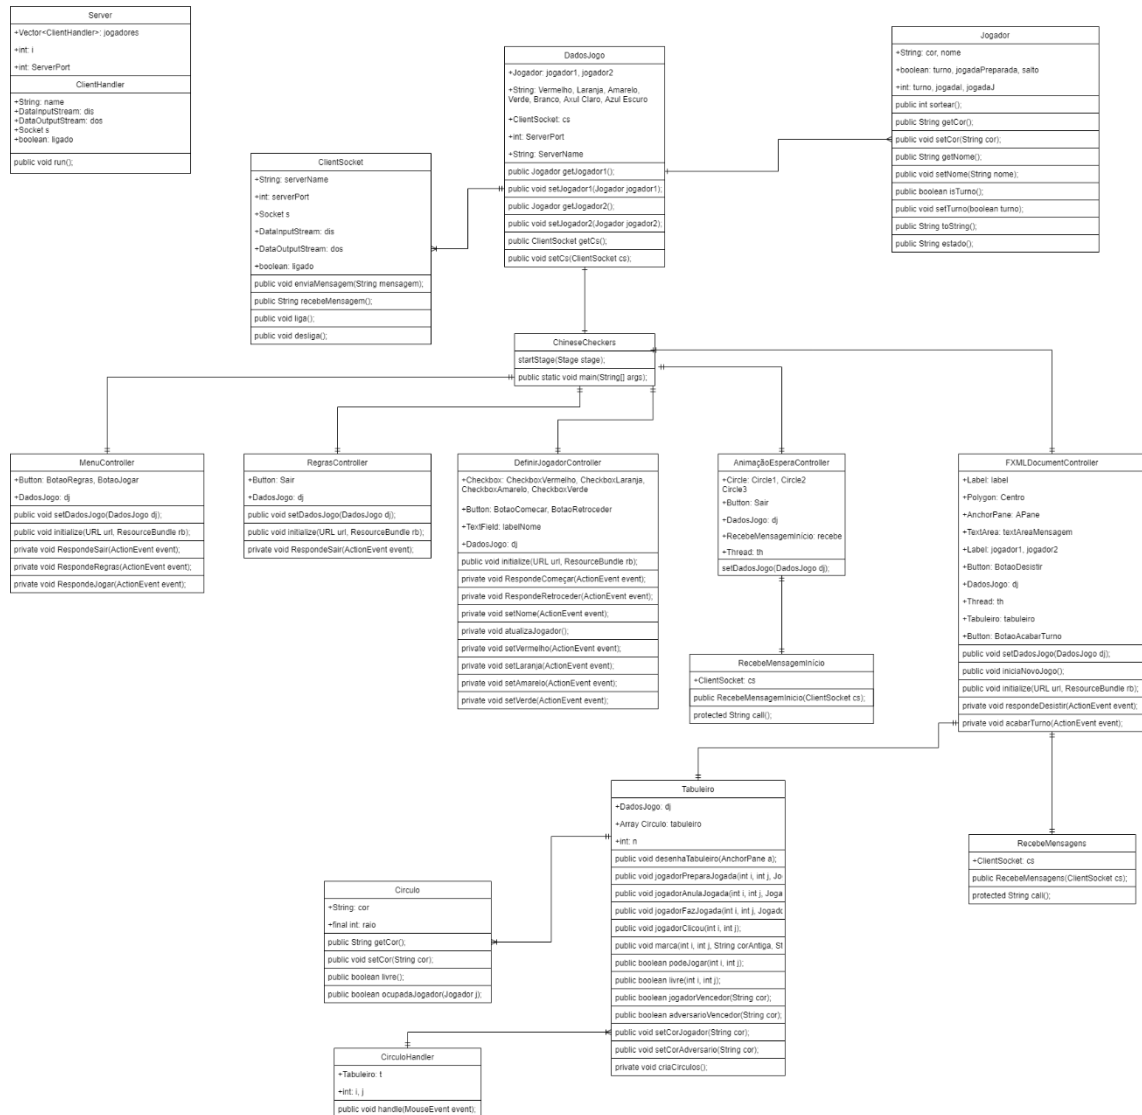 Server
+Vector<ClientHandler>: jogadores
+int: i
+int: ServerPort
ClientHandler
+String: name
+DataInputStream: dis
+DataOutputStream: dos
+Socket s
+boolean: ligado
public void run();
ClientSocket
+String: serverName
+int: serverPort
+Socket s
+DataInputStream: dis
+DataOutputStream: dos
+boolean: ligado
public void enviaMensagem(String mensagem);
public String recebeMensagem();
public void liga();
public void desliga();
DadosJogo
+Jogador: jogador1, jogador2
+String: Vermelho, Laranja, Amarelo,
Verde, Branco, Axul Claro, Azul Escuro
+ClientSocket: cs
+int: ServerPort
+String: ServerName
public Jogador getJogador1();
public void setJogador1(Jogador jogador1);
public Jogador getJogador2();
public void setJogador2(Jogador jogador2);
public ClientSocket getCs();
public void setCs(ClientSocket cs);
Jogador
+String: cor, nome
+boolean: turno, jogadaPreparada, salto
+int: turno, jogadaI, jogadaJ
public int sortear();
public String getCor();
public void setCor(String cor);
public String getNome();
public void setNome(String nome);
public boolean isTurno();
public void setTurno(boolean turno);
public String toString();
public String estado();
ChineseCheckers
startStage(Stage stage);
public static void main(String[] args);
MenuController
+Button: BotaoRegras, BotaoJogar
+DadosJogo: dj
public void setDadosJogo(DadosJogo dj);
public void initialize(URL url, ResourceBundle rb);
private void RespondeSair(ActionEvent event);
private void RespondeRegras(ActionEvent event);
private void RespondeJogar(ActionEvent event);
RegrasController
+Button: Sair
+DadosJogo: dj
public void setDadosJogo(DadosJogo dj);
public void initialize(URL url, ResourceBundle rb);
private void RespondeSair(ActionEvent event);
DefinirJogadorController
+Checkbox: CheckboxVermelho, CheckboxLaranja,
CheckboxAmarelo, CheckboxVerde
+Button: BotaoComecar, BotaoRetroceder
+TextField: labelNome
+DadosJogo: dj
public void initialize(URL url, ResourceBundle rb);
private void RespondeComeçar(ActionEvent event);
private void RespondeRetroceder(ActionEvent event);
private void setNome(ActionEvent event);
private void atualizaJogador();
private void setVermelho(ActionEvent event);
private void setLaranja(ActionEvent event);
private void setAmarelo(ActionEvent event);
private void setVerde(ActionEvent event);
AnimaçãoEsperaController
+Circle: Circle1, Circle2
Circle3
+Button: Sair
+DadosJogo: dj
+RecebeMensagemInício: recebe
+Thread: th
setDadosJogo(DadosJogo dj);
FXMLDocumentController
+Label: label
+Polygon: Centro
+AnchorPane: APane
+TextArea: textAreaMensagem
+Label: jogador1, jogador2
+Button: BotaoDesistir
+DadosJogo: dj
+Thread: th
+Tabuleiro: tabuleiro
+Button: BotaoAcabarTurno
public void setDadosJogo(DadosJogo dj);
public void iniciaNovoJogo();
public void initialize(URL url, ResourceBundle rb);
private void respondeDesistir(ActionEvent event);
private void acabarTurno(ActionEvent event);
RecebeMensagemInício
+ClientSocket: cs
public RecebeMensagemInicio(ClientSocket cs);
protected String call();
Tabuleiro
+DadosJogo: dj
+Array Circulo: tabuleiro
+int: n
public void desenhaTabuleiro(AnchorPane a);
public void jogadorPreparaJogada(int i, int j, Jo
public void jogadorAnulaJogada(int i, int j, Joga
public void jogadorFazJogada(int i, int j, Jogado
public void jogadorClicou(int i, int j);
public void marca(int i, int j, String corAntiga, St
public boolean podeJogar(int i, int j);
public boolean livre(int i, int j);
public boolean jogadorVencedor(String cor);
public boolean adversarioVencedor(String cor);
public void setCorJogador(String cor);
public void setCorAdversario(String cor);
private void criaCirculos();
RecebeMensagens
+ClientSocket: cs
public RecebeMensagens(ClientSocket cs);
protected String call();
Circulo
+String: cor
+final int: raio
public String getCor();
public void setCor(String cor);
public boolean livre();
public boolean ocupadaJogador(Jogador j);
CirculoHandler
+Tabuleiro: t
+int: i, j
public void handle(MouseEvent event);